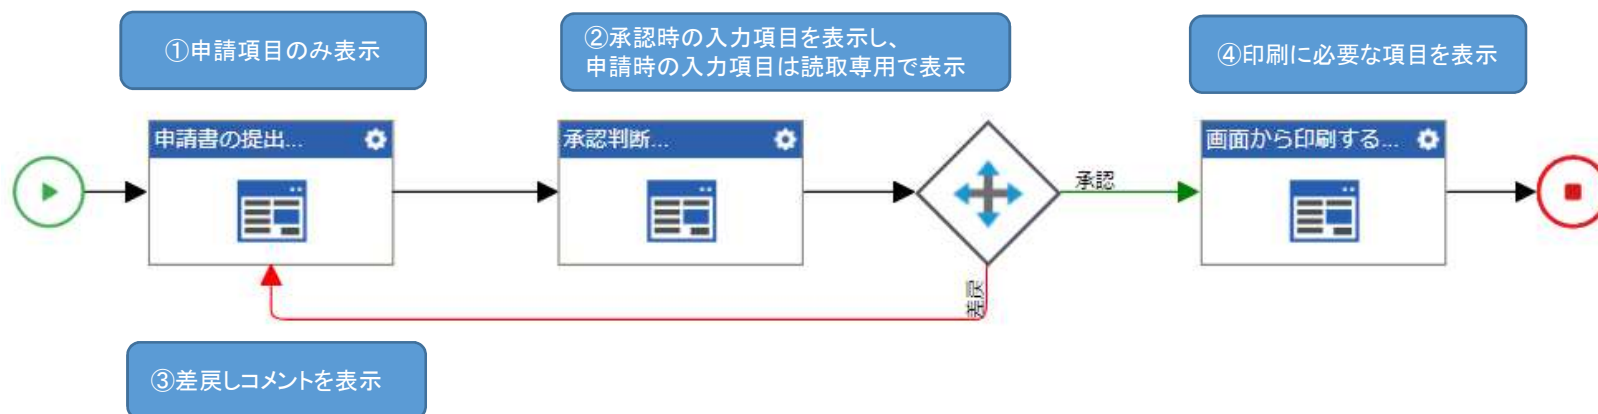 ①申請項目のみ表示
②承認時の入力項目を表示し、
申請時の入力項目は読取専用で表示
④印刷に必要な項目を表示
申請書の提出...
承認判断...
承認
画面から印刷する...
差戻
③差戻しコメントを表示